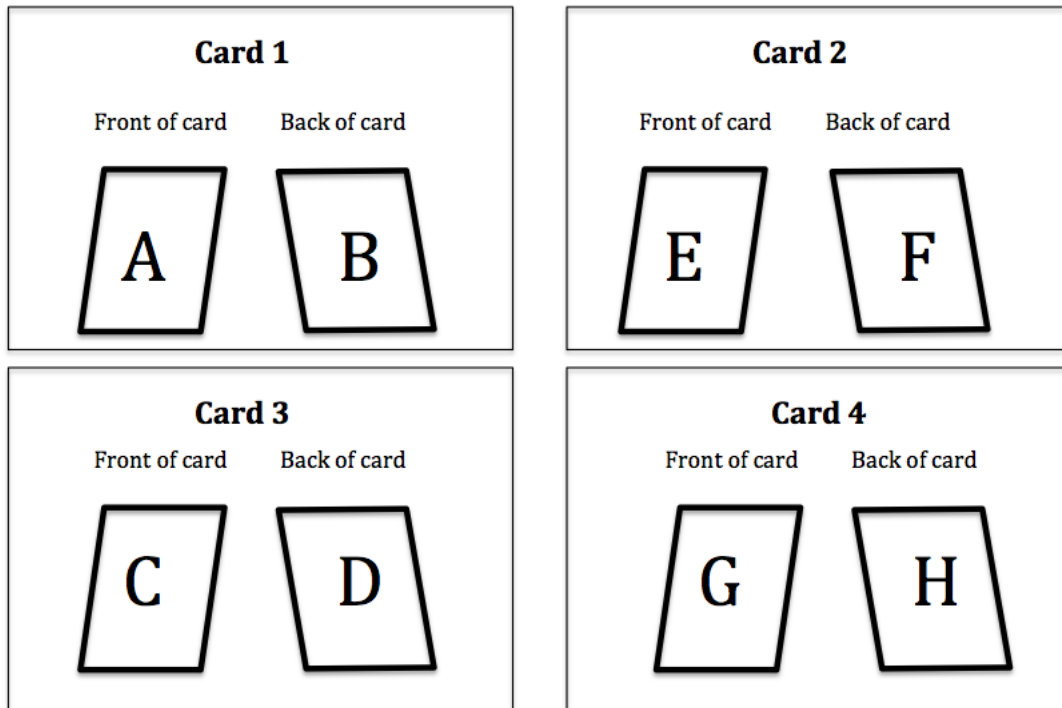 Card 1
Front of card Back of card
A B
Card 2
Front of card Back of card
E F
Card 3
Front of card Back of card
C D
Card 4
Front of card Back of card
G H